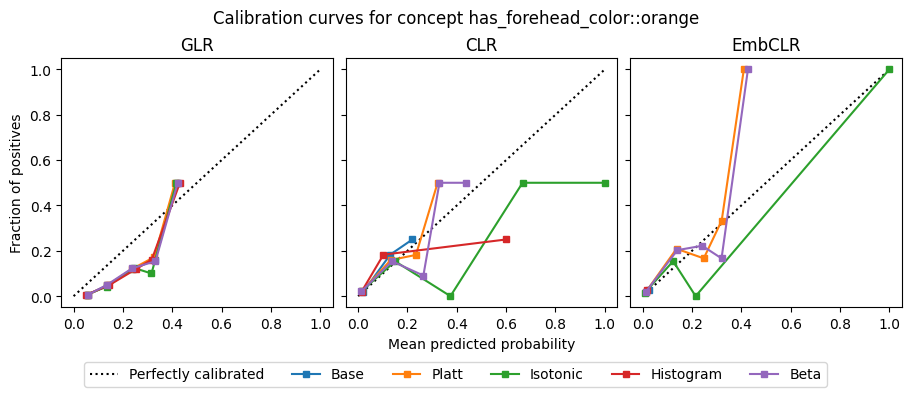 Calibration curves for concept has_forehead_color::orange
GLR
CLR
EmbCLR
Fraction of positives
1.0
0.8
0.6
0.4
0.2
0.0
0.0 0.2 0.4 0.6 0.8 1.0
0.0 0.2 0.4 0.6 0.8 1.0
0.0 0.2 0.4 0.6 0.8 1.0
Mean predicted probability
Perfectly calibrated Base Platt Isotonic Histogram Beta